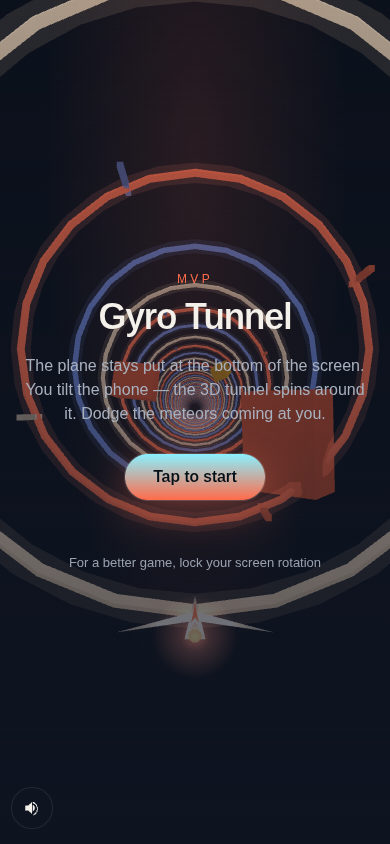 MVP
Gyro Tunnel
The plane stays put at the bottom of the screen.
You tilt the phone — the 3D tunnel spins around
it. Dodge the meteors coming at you.
Tap to start
For a better game, lock your screen rotation